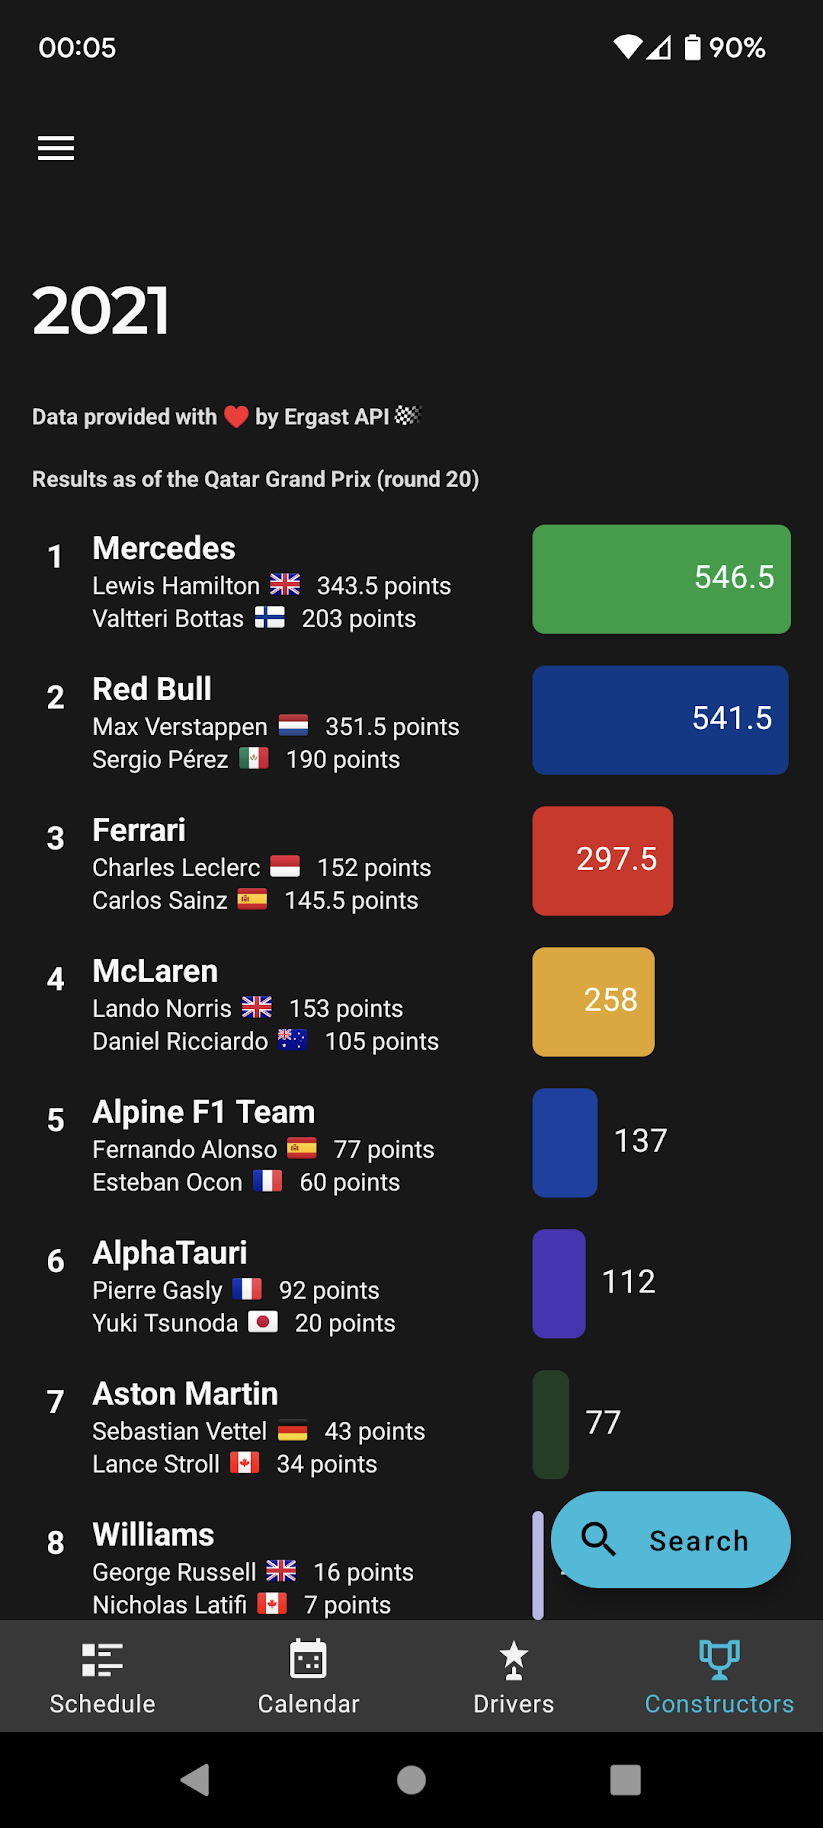 00:05 90%
2021
Data provided with ❤️ by Ergast API 🏁
Results as of the Qatar Grand Prix (round 20)
1 Mercedes
Lewis Hamilton 🇬🇧 343.5 points
Valtteri Bottas 🇫🇮 203 points
546.5
2 Red Bull
Max Verstappen 🇳🇱 351.5 points
Sergio Pérez 🇲🇽 190 points
541.5
3 Ferrari
Charles Leclerc 🇲🇨 152 points
Carlos Sainz 🇪🇸 145.5 points
297.5
4 McLaren
Lando Norris 🇬🇧 153 points
Daniel Ricciardo 🇦🇺 105 points
258
5 Alpine F1 Team
Fernando Alonso 🇪🇸 77 points
Esteban Ocon 🇫🇷 60 points
137
6 AlphaTauri
Pierre Gasly 🇫🇷 92 points
Yuki Tsunoda 🇯🇵 20 points
112
7 Aston Martin
Sebastian Vettel 🇩🇪 43 points
Lance Stroll 🇨🇦 34 points
77
8 Williams
George Russell 🇬🇧 16 points
Nicholas Latifi 🇨🇦 7 points
Search
Schedule Calendar Drivers Constructors